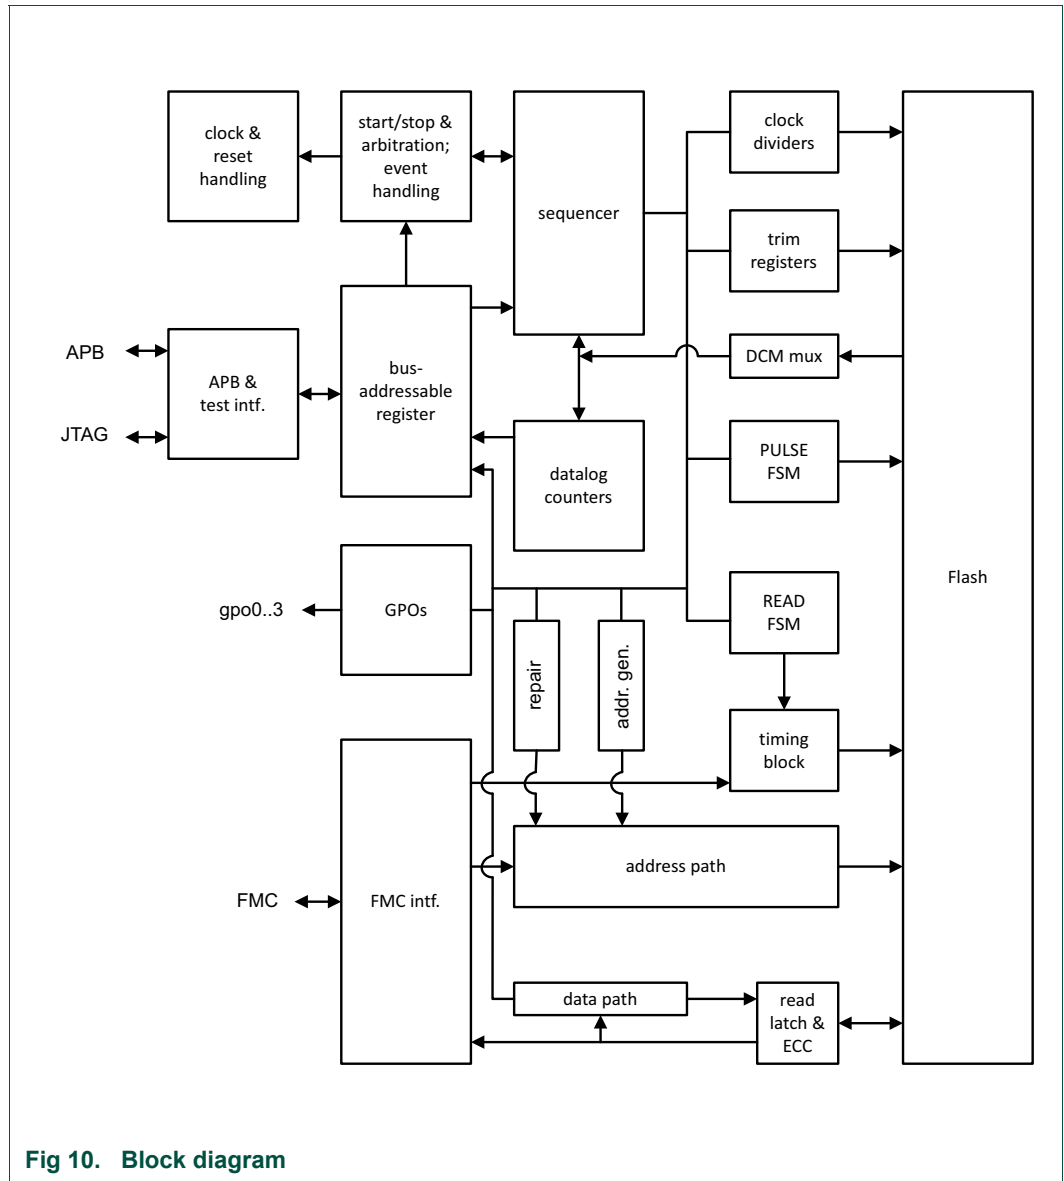 clock &
reset
handling
start/stop &
arbitration;
event
handling
sequencer
clock
dividers
trim
registers
APB
JTAG
APB &
test intf.
bus-
addressable
register
DCM mux
datalog
counters
PULSE
FSM
Flash
gpo0..3
GPOs
repair
addr. gen.
READ
FSM
timing
block
FMC
FMC intf.
address path
data path
read
latch &
ECC
Fig 10. Block diagram